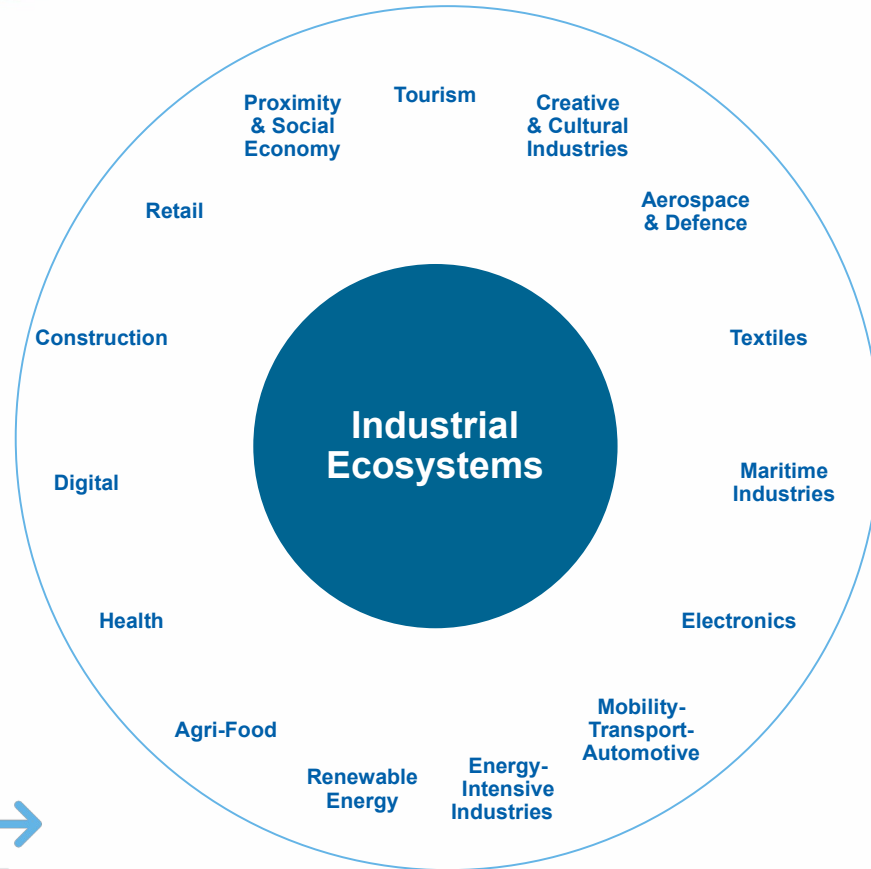 Tourism
Creative
& Cultural
Industries
Aerospace
& Defence
Textiles
Maritime
Industries
Electronics
Mobility-
Transport-
Automotive
Energy-
Intensive
Industries
Renewable
Energy
Agri-Food
Health
Digital
Construction
Retail
Proximity
& Social
Economy
Industrial
Ecosystems